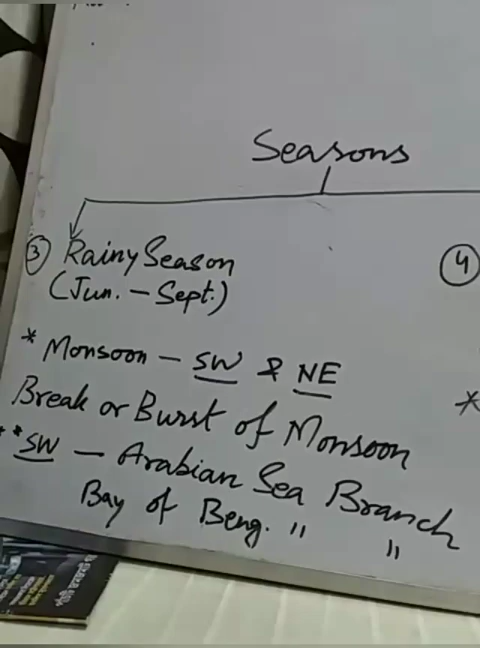 Seasons
③ Rainy Season
(Jun. - Sept.)
* Monsoon - SW & NE
Break or Burst of Monsoon
** SW - Arabian Sea Branch
Bay of Beng. " "
④
*